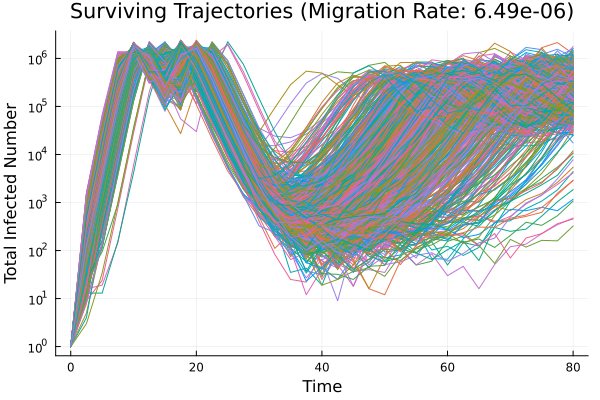 Surviving Trajectories (Migration Rate: 6.49e-06)
Total Infected Number
10⁶
10⁵
10⁴
10³
10²
10¹
10⁰
0 20 40 60 80
Time